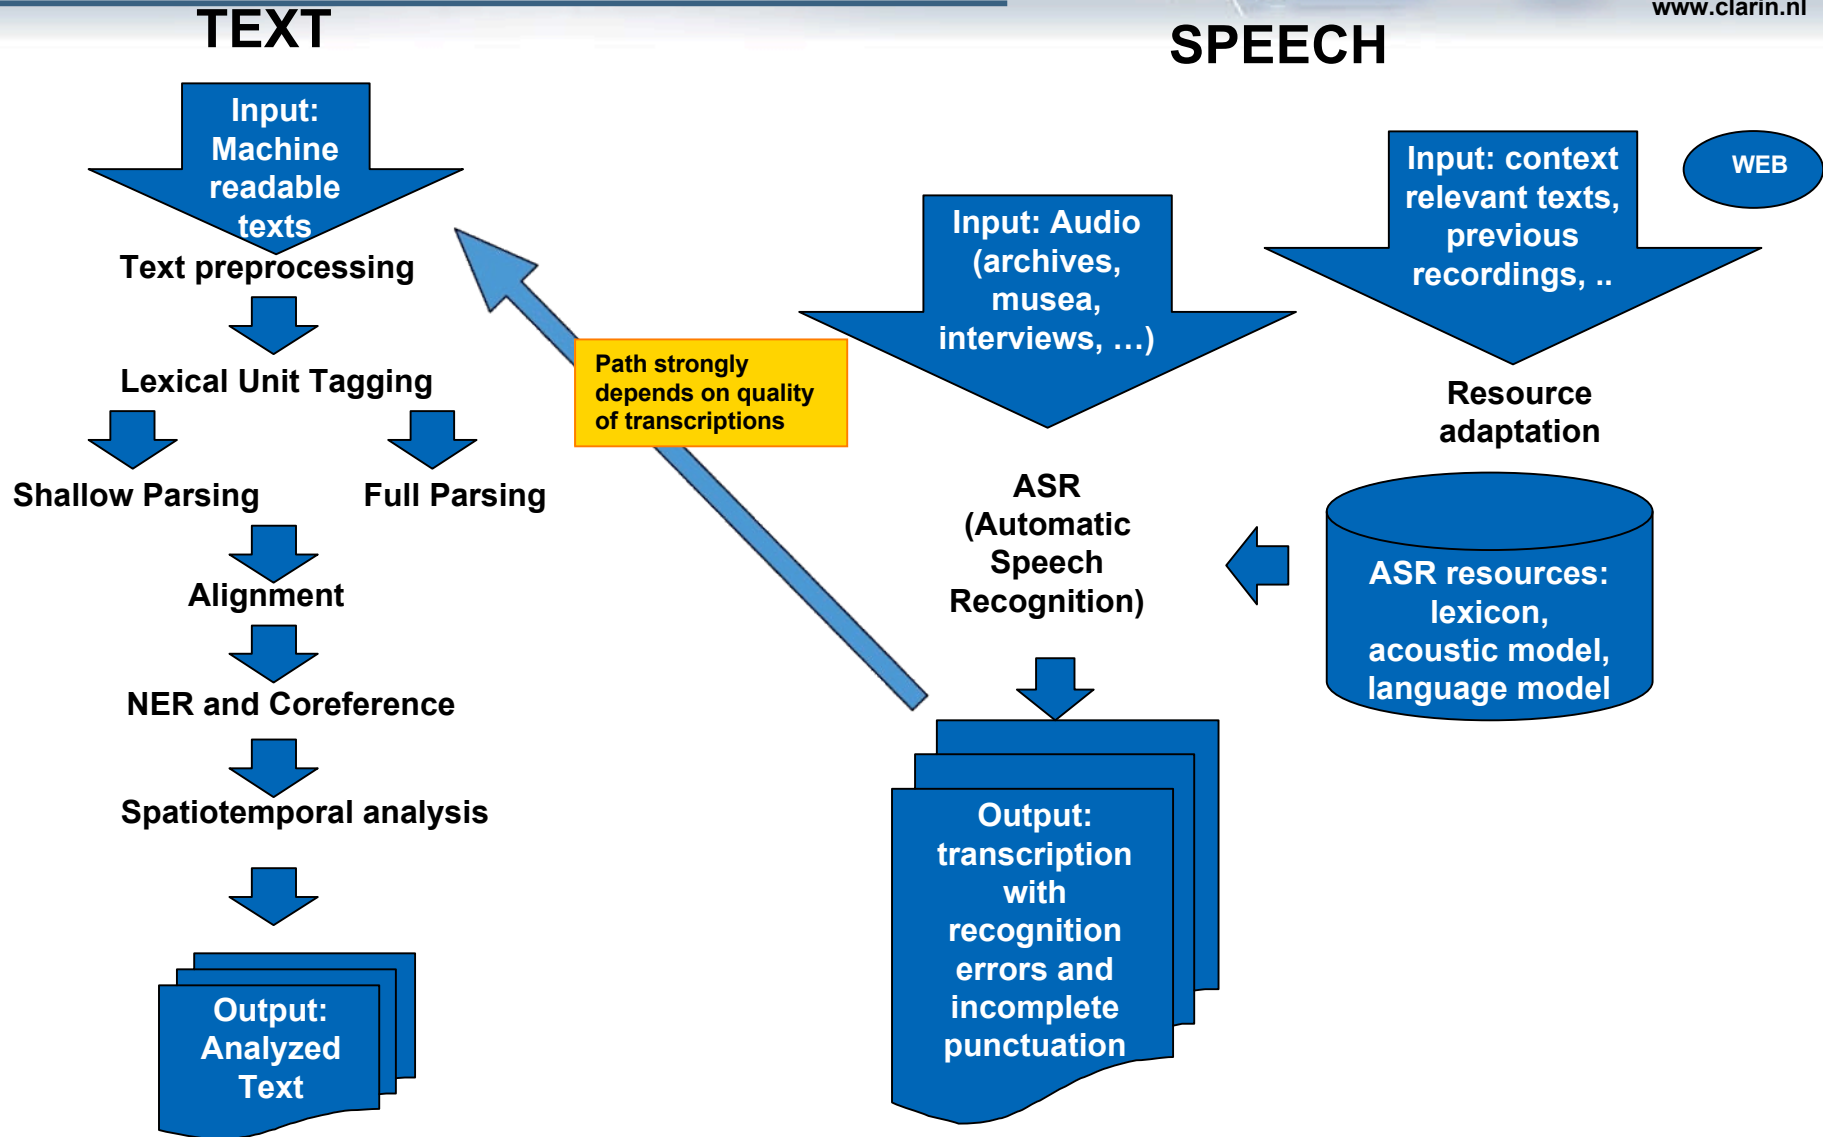 www.clarin.nl
TEXT
SPEECH
Input:
Machine
readable
texts
Text preprocessing
Lexical Unit Tagging
Shallow Parsing
Full Parsing
Alignment
NER and Coreference
Spatiotemporal analysis
Output:
Analyzed
Text
Path strongly
depends on quality
of transcriptions
Input: Audio
(archives,
musea,
interviews, …)
ASR
(Automatic
Speech
Recognition)
Output:
transcription
with
recognition
errors and
incomplete
punctuation
Input: context
relevant texts,
previous
recordings, ..
WEB
Resource
adaptation
ASR resources:
lexicon,
acoustic model,
language model